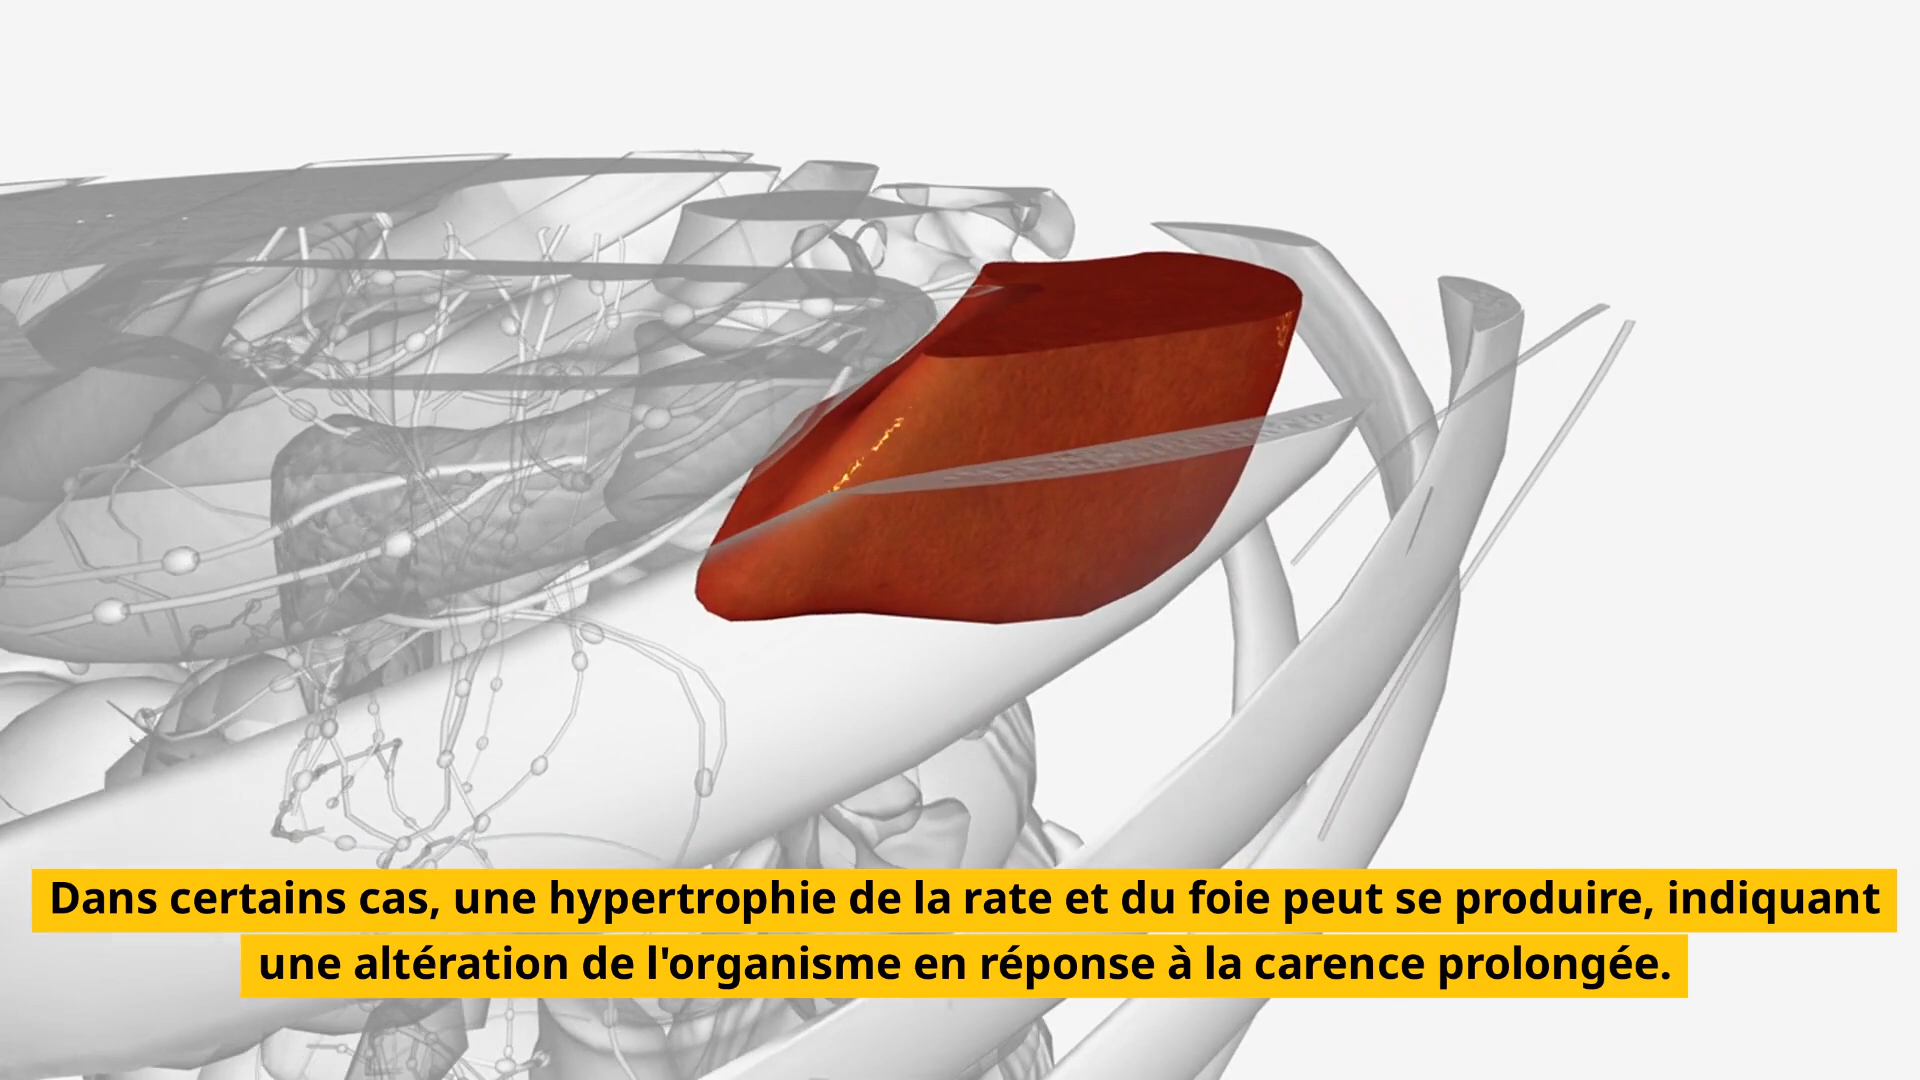 Dans certains cas, une hypertrophie de la rate et du foie peut se produire, indiquant
une altération de l'organisme en réponse à la carence prolongée.